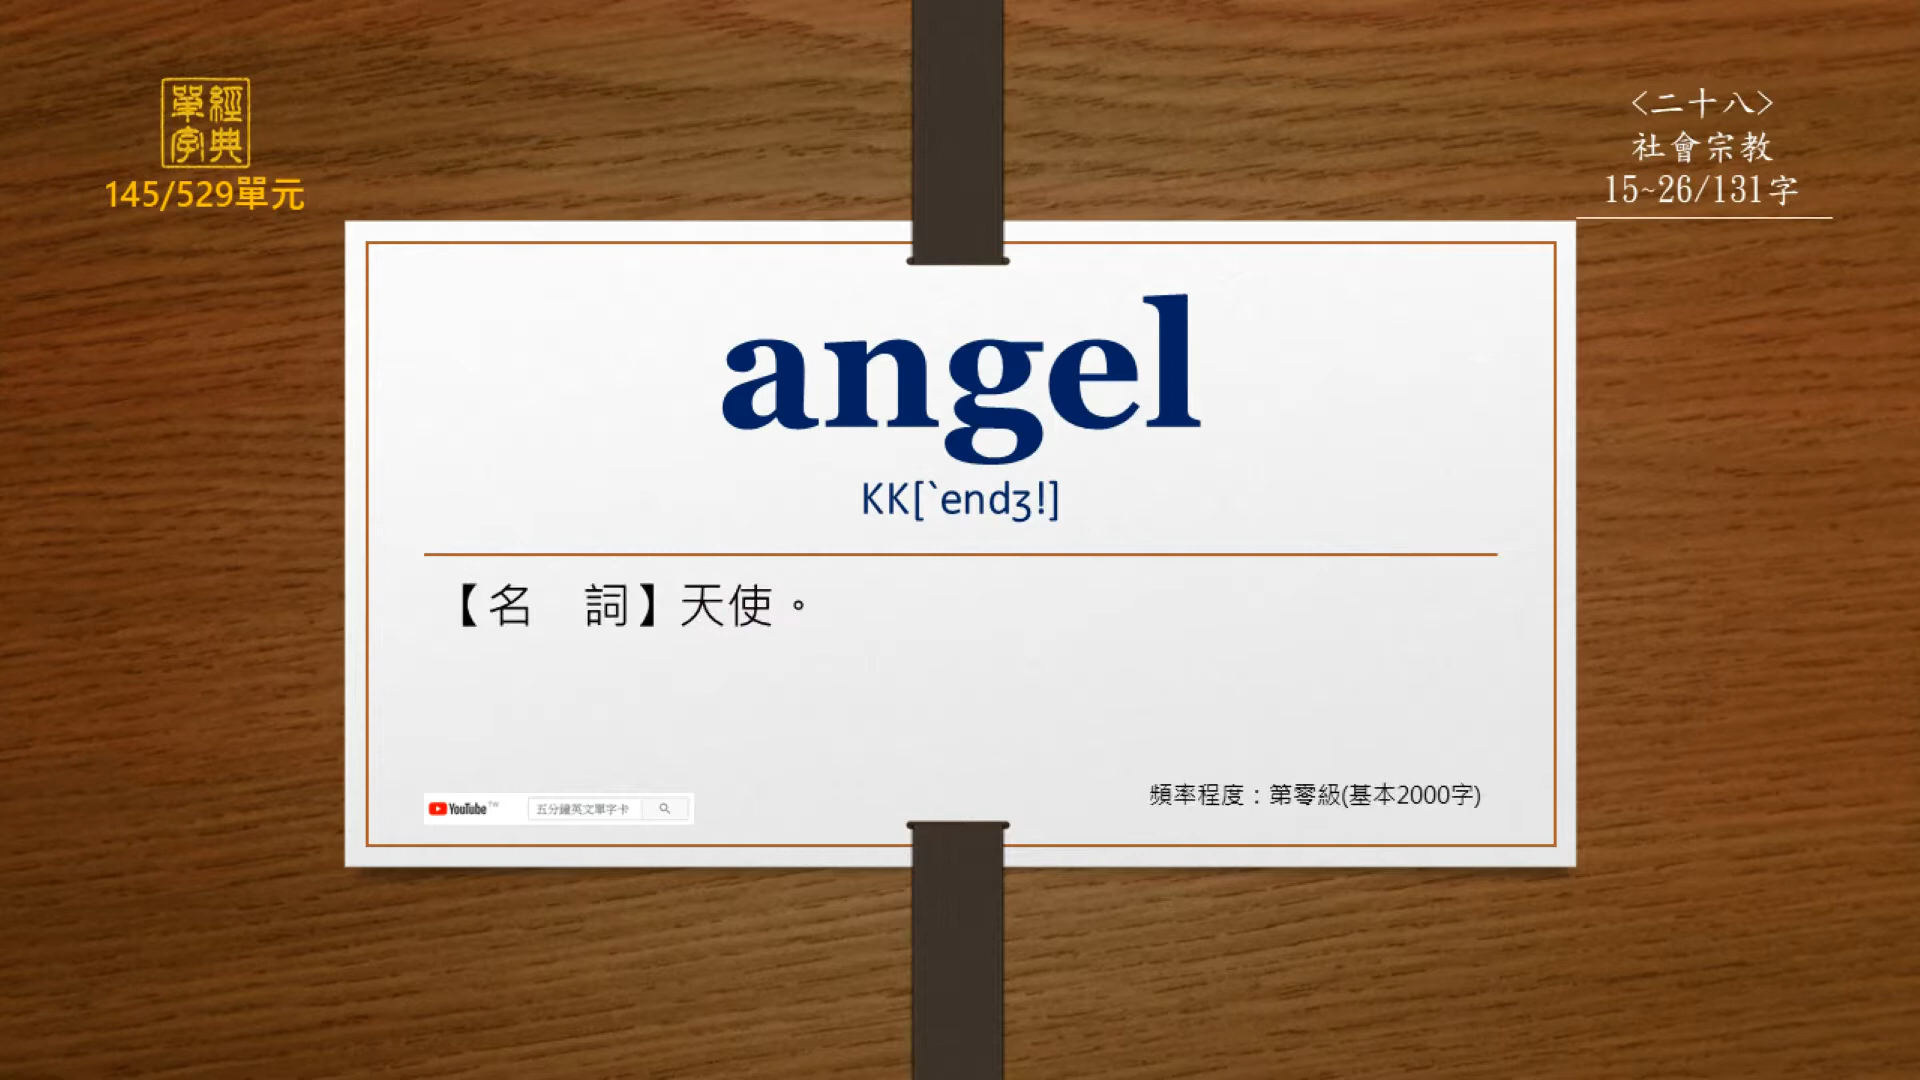 單字經典
145/529單元
〈二十八〉
社會宗教
15~26/131字
angel
KK[ˋendʒ!]
【名　詞】天使。
YouTube TW
五分鐘英文單字卡
頻率程度：第零級(基本2000字)